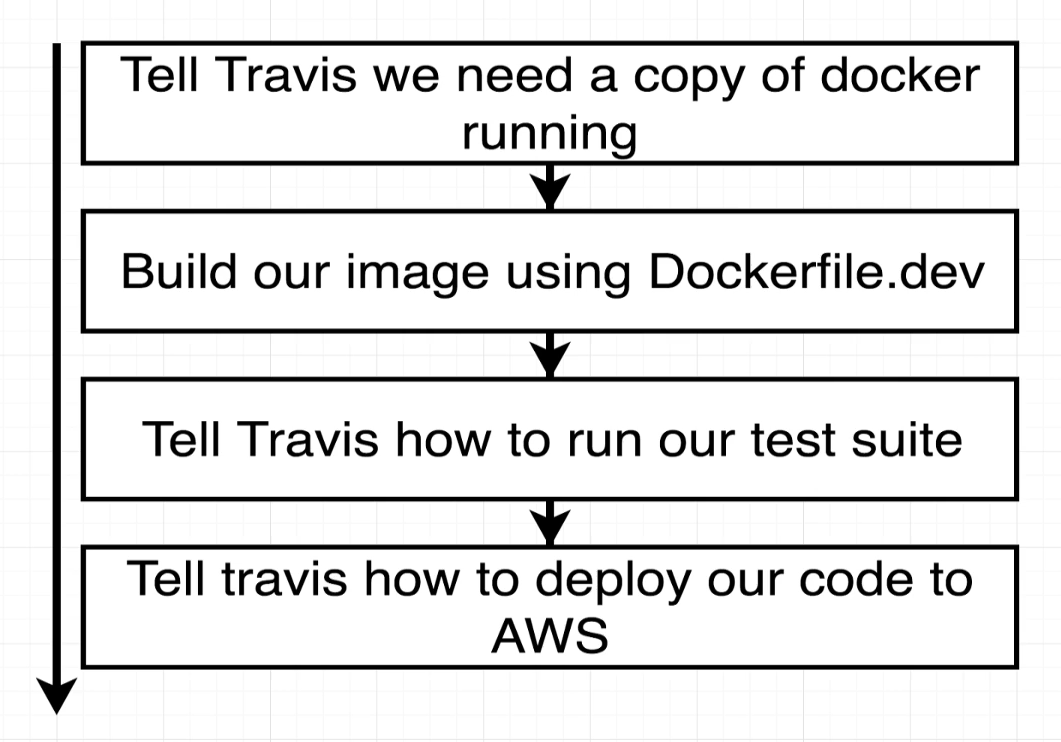 Tell Travis we need a copy of docker
running
Build our image using Dockerfile.dev
Tell Travis how to run our test suite
Tell travis how to deploy our code to
AWS